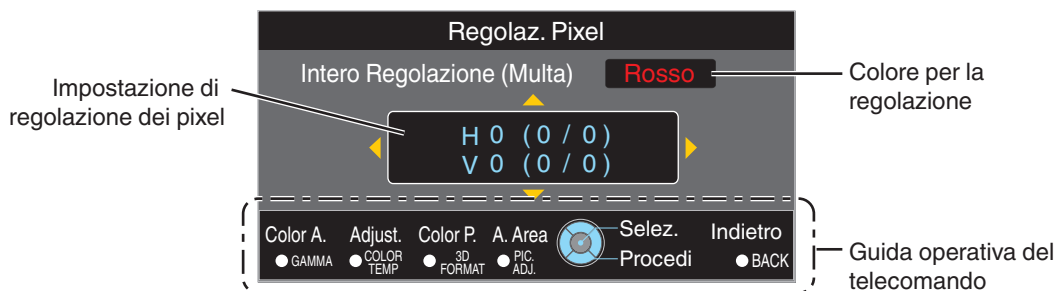 Regolaz. Pixel
Intero Regolazione (Multa) Rosso
Impostazione di
regolazione dei pixel
Colore per la
regolazione
H 0 (0 / 0)
V 0 (0 / 0)
Color A. Adjust. Color P. A. Area Selez. Indietro
GAMMA COLOR TEMP 3D FORMAT PIC. ADJ. Procedi BACK
Guida operativa del
telecomando